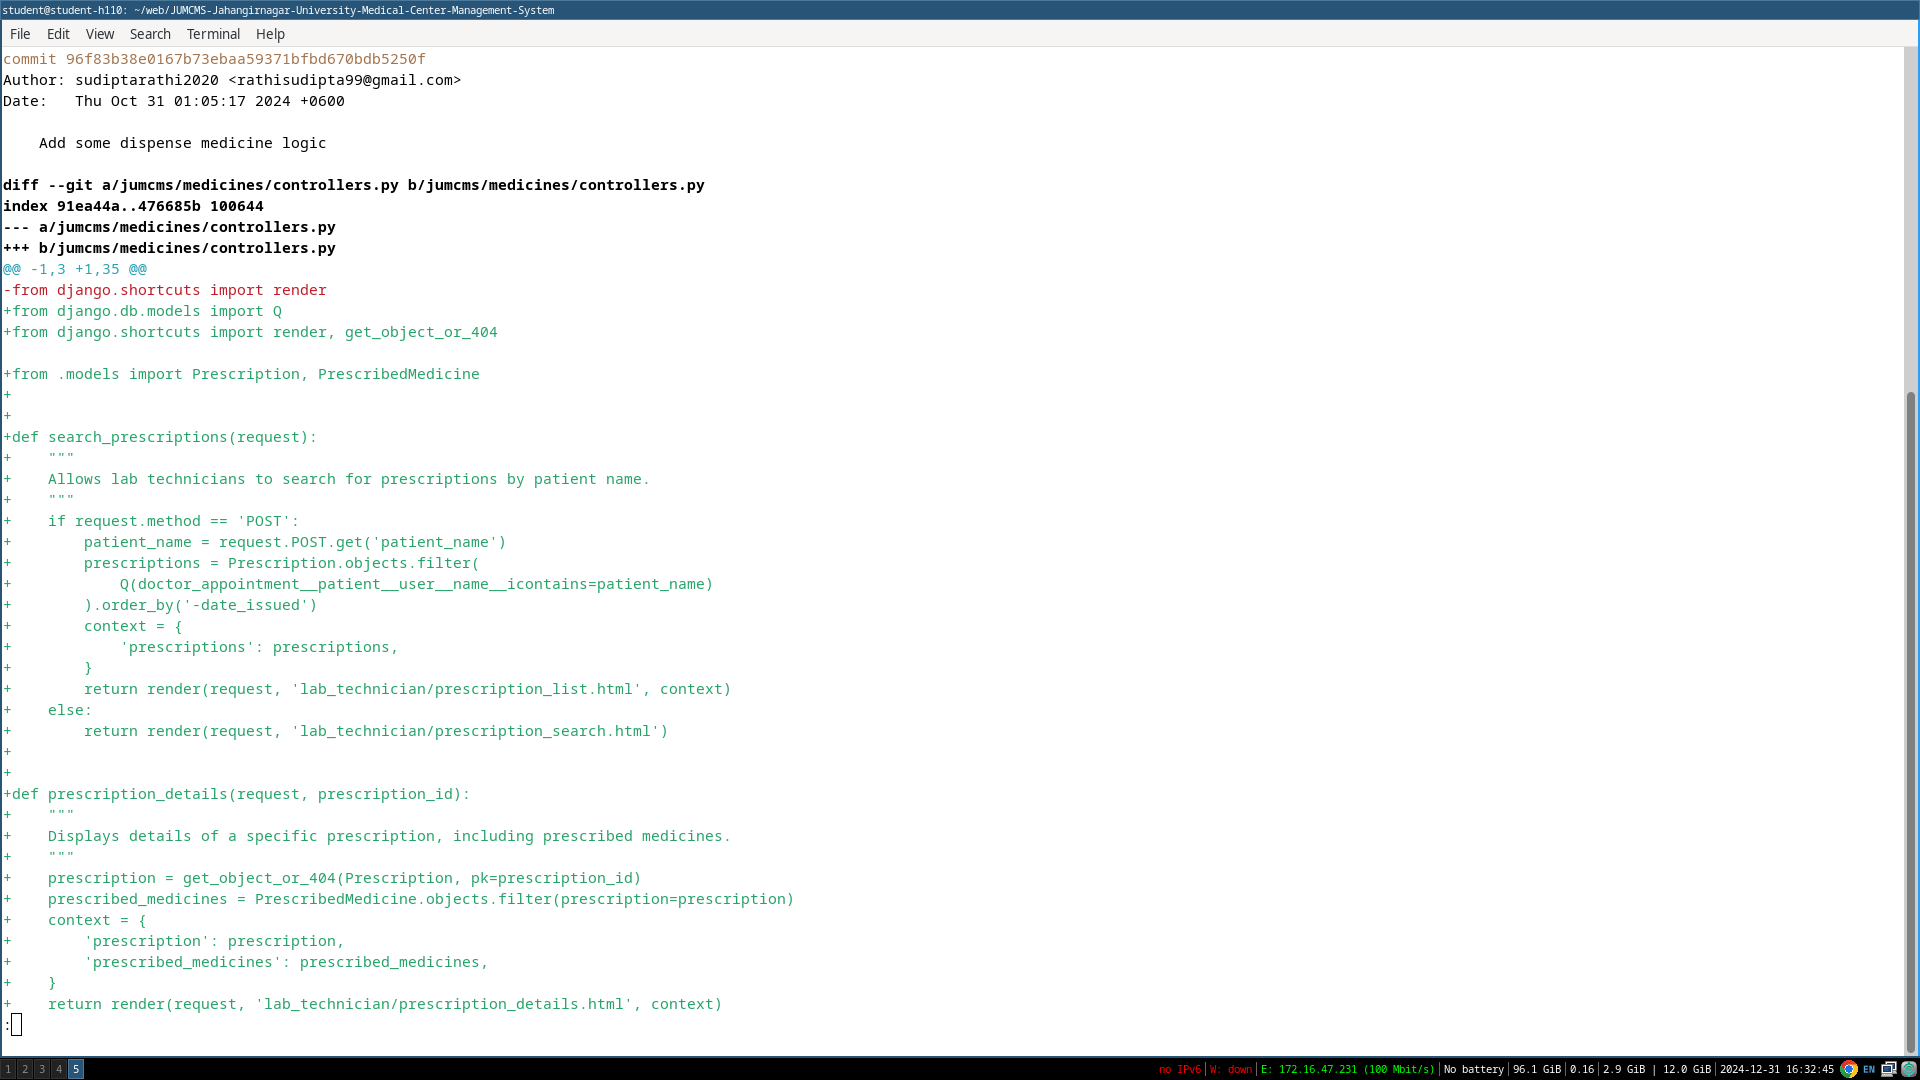 student@student-h110: ~/web/JUMCMS-Jahangirnagar-University-Medical-Center-Management-System
File Edit View Search Terminal Help
commit 96f83b38e0167b73ebaa59371bfbd670bdb5250f
Author: sudiptarathi2020 <rathisudipta99@gmail.com>
Date:   Thu Oct 31 01:05:17 2024 +0600

    Add some dispense medicine logic

diff --git a/jumcms/medicines/controllers.py b/jumcms/medicines/controllers.py
index 91ea44a..476685b 100644
--- a/jumcms/medicines/controllers.py
+++ b/jumcms/medicines/controllers.py
@@ -1,3 +1,35 @@
-from django.shortcuts import render
+from django.db.models import Q
+from django.shortcuts import render, get_object_or_404

+from .models import Prescription, PrescribedMedicine
+
+
+def search_prescriptions(request):
+    """
+    Allows lab technicians to search for prescriptions by patient name.
+    """
+    if request.method == 'POST':
+        patient_name = request.POST.get('patient_name')
+        prescriptions = Prescription.objects.filter(
+            Q(doctor_appointment__patient__user__name__icontains=patient_name)
+        ).order_by('-date_issued')
+        context = {
+            'prescriptions': prescriptions,
+        }
+        return render(request, 'lab_technician/prescription_list.html', context)
+    else:
+        return render(request, 'lab_technician/prescription_search.html')
+
+
+def prescription_details(request, prescription_id):
+    """
+    Displays details of a specific prescription, including prescribed medicines.
+    """
+    prescription = get_object_or_404(Prescription, pk=prescription_id)
+    prescribed_medicines = PrescribedMedicine.objects.filter(prescription=prescription)
+    context = {
+        'prescription': prescription,
+        'prescribed_medicines': prescribed_medicines,
+    }
+    return render(request, 'lab_technician/prescription_details.html', context)
:
1 2 3 4 5 no IPv6 | W: down | E: 172.16.47.231 (100 Mbit/s) | No battery | 96.1 GiB | 0.16 | 2.9 GiB | 12.0 GiB | 2024-12-31 16:32:45 EN